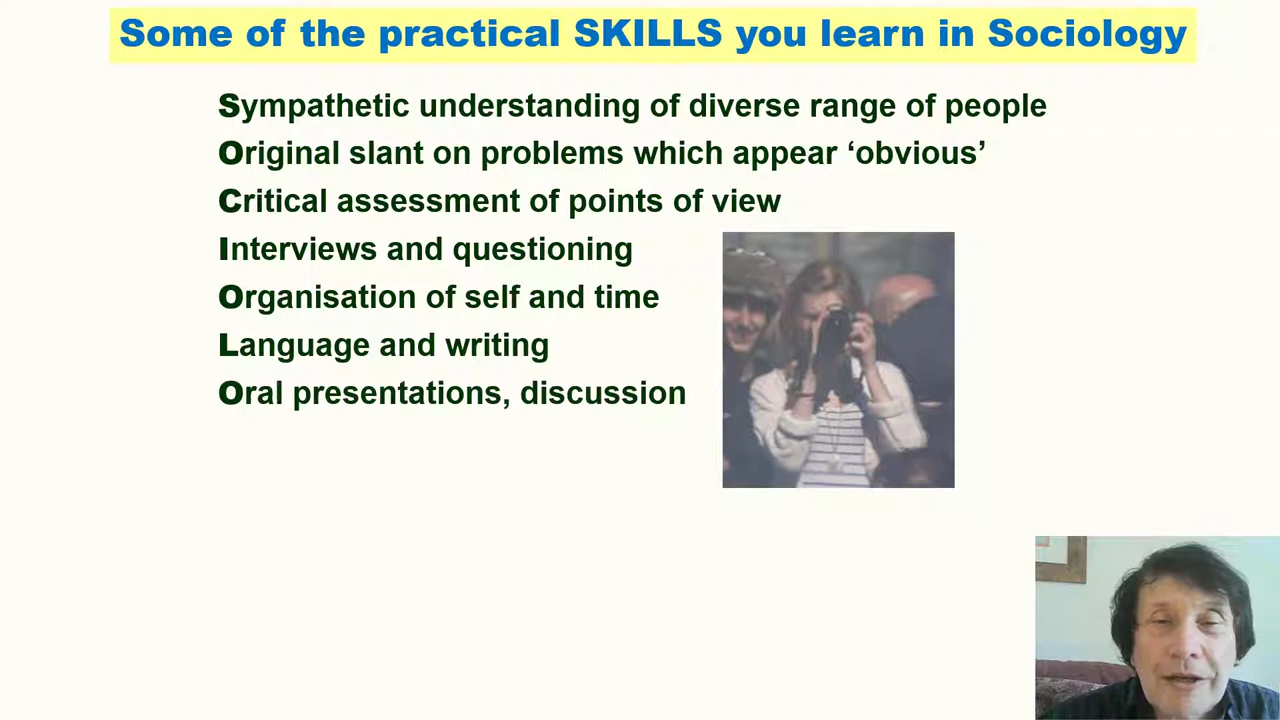 Some of the practical SKILLS you learn in Sociology
Sympathetic understanding of diverse range of people
Original slant on problems which appear ‘obvious’
Critical assessment of points of view
Interviews and questioning
Organisation of self and time
Language and writing
Oral presentations, discussion